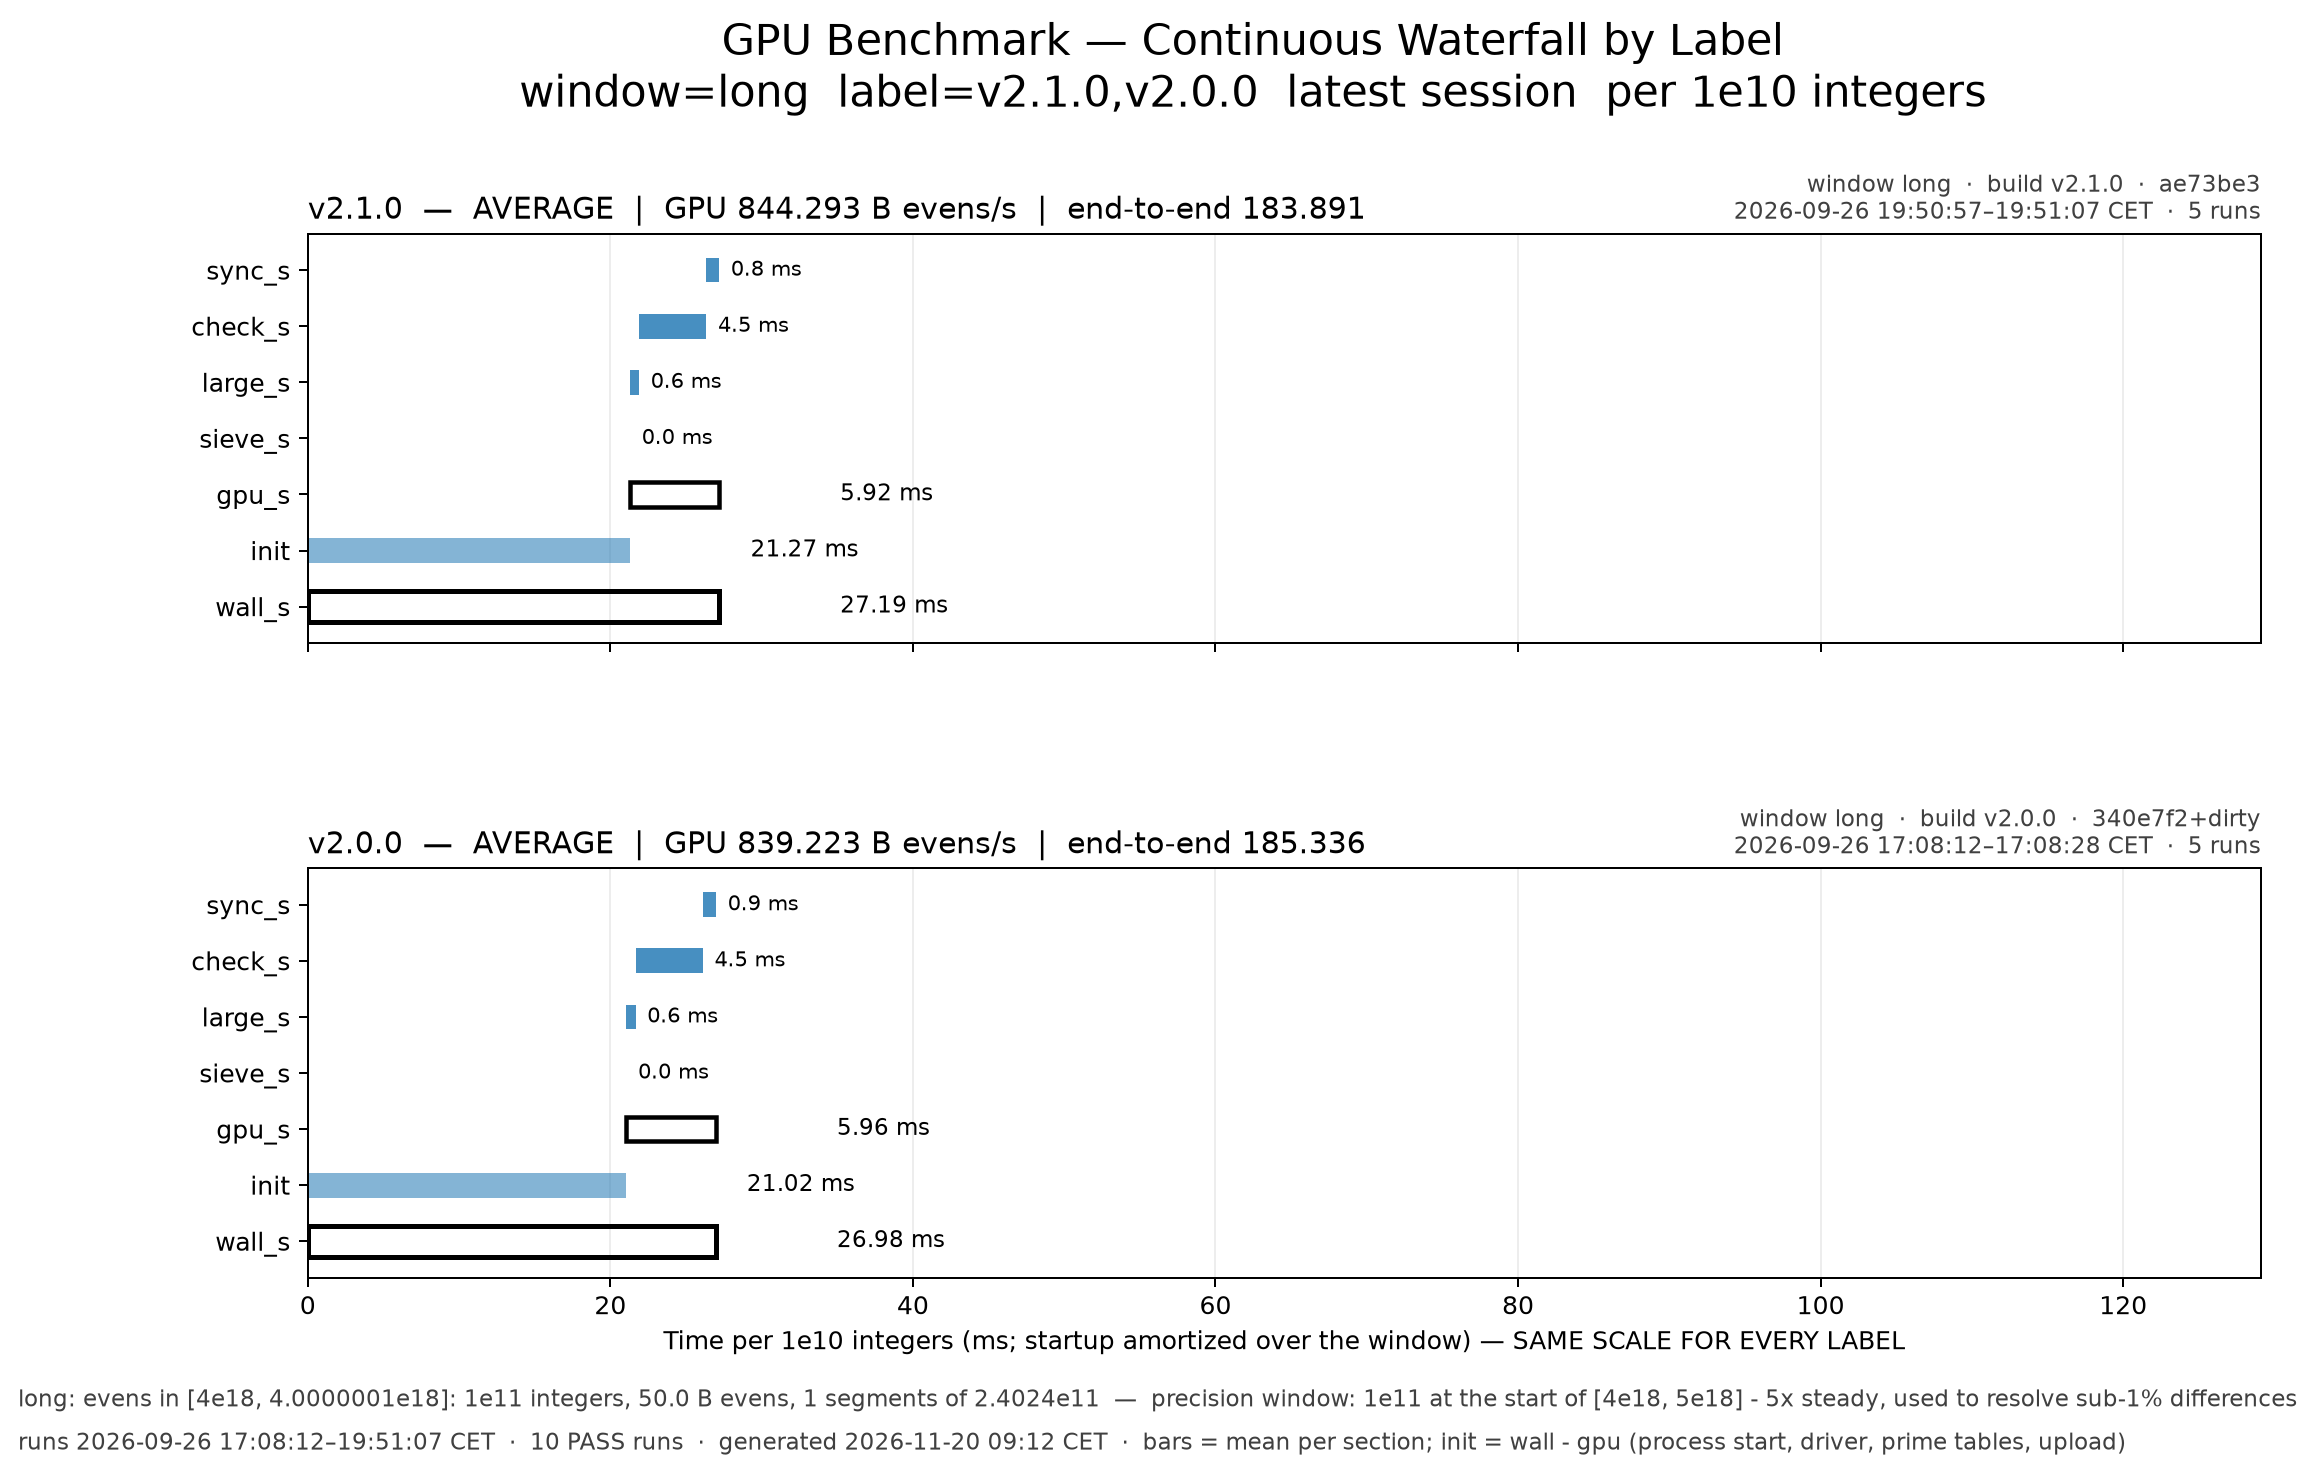 GPU Benchmark — Continuous Waterfall by Label
window=long  label=v2.1.0,v2.0.0  latest session  per 1e10 integers
window long  ·  build v2.1.0  ·  ae73be3
v2.1.0  —  AVERAGE  |  GPU 844.293 B evens/s  |  end-to-end 183.891
2026-09-26 19:50:57–19:51:07 CET  ·  5 runs
sync_s
0.8 ms
check_s
4.5 ms
large_s
0.6 ms
sieve_s
0.0 ms
gpu_s
5.92 ms
init
21.27 ms
wall_s
27.19 ms
window long  ·  build v2.0.0  ·  340e7f2+dirty
v2.0.0  —  AVERAGE  |  GPU 839.223 B evens/s  |  end-to-end 185.336
2026-09-26 17:08:12–17:08:28 CET  ·  5 runs
sync_s
0.9 ms
check_s
4.5 ms
large_s
0.6 ms
sieve_s
0.0 ms
gpu_s
5.96 ms
init
21.02 ms
wall_s
26.98 ms
0 20 40 60 80 100 120
Time per 1e10 integers (ms; startup amortized over the window) — SAME SCALE FOR EVERY LABEL
long: evens in [4e18, 4.0000001e18]: 1e11 integers, 50.0 B evens, 1 segments of 2.4024e11  —  precision window: 1e11 at the start of [4e18, 5e18] - 5x steady, used to resolve sub-1% differences
runs 2026-09-26 17:08:12–19:51:07 CET  ·  10 PASS runs  ·  generated 2026-11-20 09:12 CET  ·  bars = mean per section; init = wall - gpu (process start, driver, prime tables, upload)